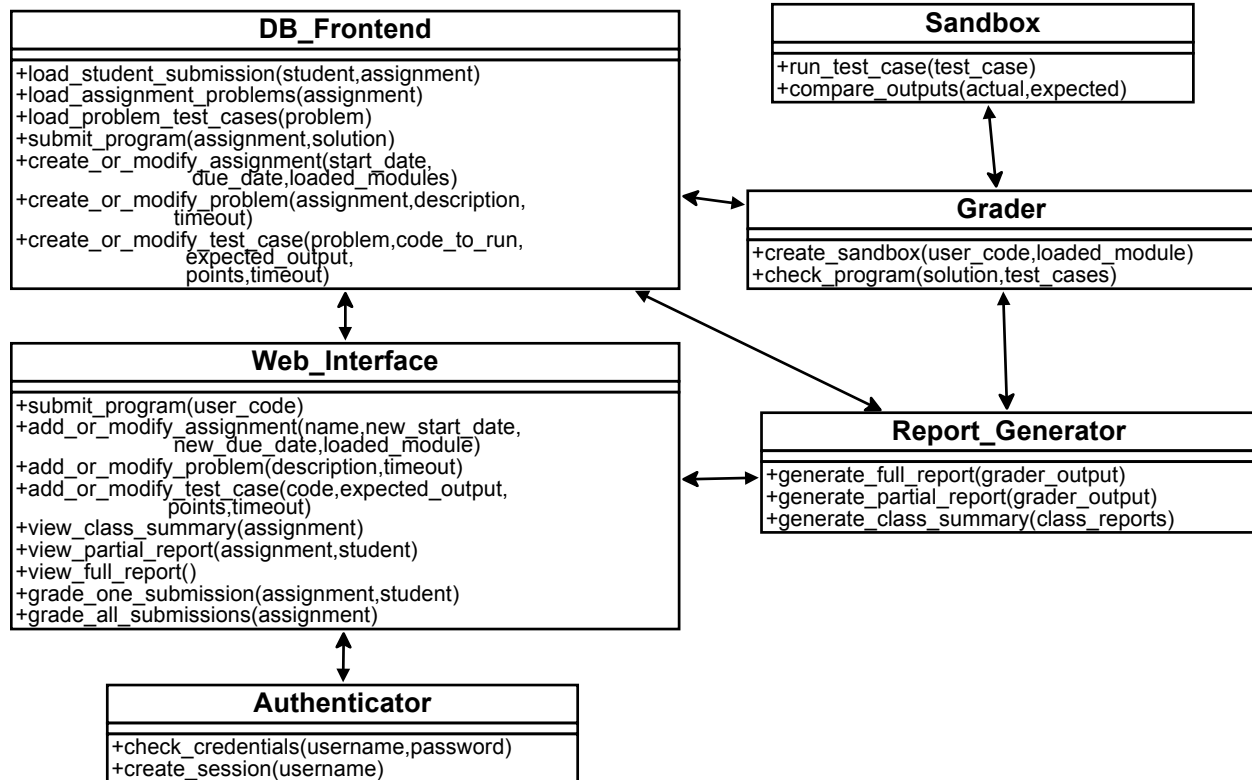 DB_Frontend
+load_student_submission(student,assignment)
+load_assignment_problems(assignment)
+load_problem_test_cases(problem)
+submit_program(assignment,solution)
+create_or_modify_assignment(start_date,
due_date,loaded_modules)
+create_or_modify_problem(assignment,description,
timeout)
+create_or_modify_test_case(problem,code_to_run,
expected_output,
points,timeout)
Sandbox
+run_test_case(test_case)
+compare_outputs(actual,expected)
Grader
+create_sandbox(user_code,loaded_module)
+check_program(solution,test_cases)
Web_Interface
+submit_program(user_code)
+add_or_modify_assignment(name,new_start_date,
new_due_date,loaded_module)
+add_or_modify_problem(description,timeout)
+add_or_modify_test_case(code,expected_output,
points,timeout)
+view_class_summary(assignment)
+view_partial_report(assignment,student)
+view_full_report()
+grade_one_submission(assignment,student)
+grade_all_submissions(assignment)
Report_Generator
+generate_full_report(grader_output)
+generate_partial_report(grader_output)
+generate_class_summary(class_reports)
Authenticator
+check_credentials(username,password)
+create_session(username)